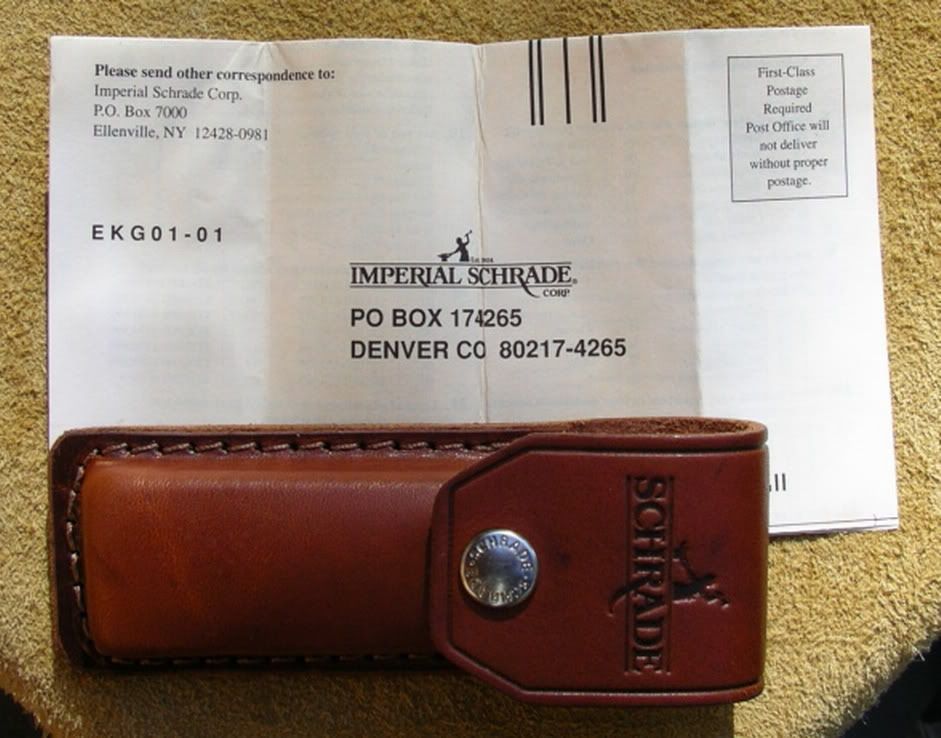 Please send other correspondence to:
Imperial Schrade Corp.
P.O. Box 7000
Ellenville, NY 12428-0981
First-Class
Postage
Required
Post Office will
not deliver
without proper
postage.
EKG01-01
Est. 1904
IMPERIAL SCHRADE®
CORP
PO BOX 174265
DENVER CO 80217-4265
SCHRADE
SCHRADE